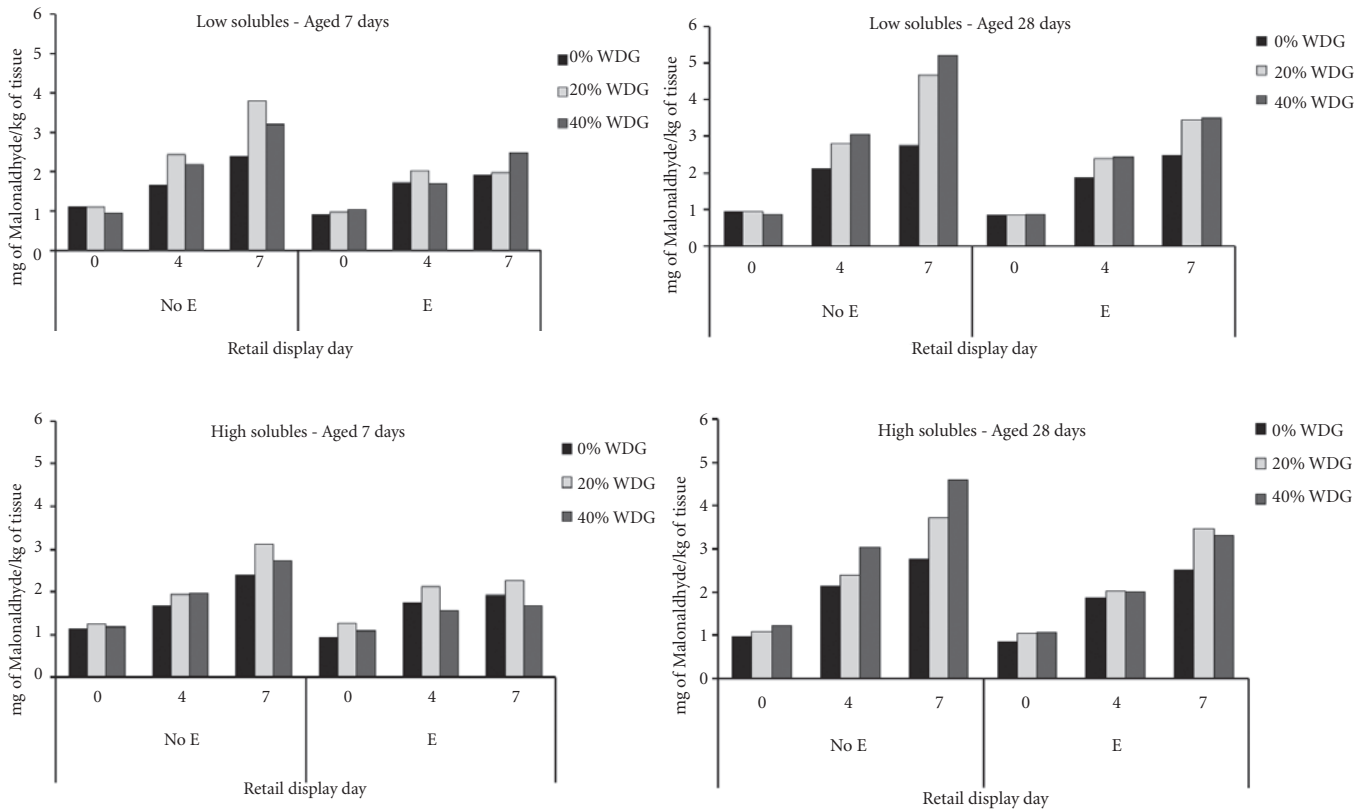 Low solubles - Aged 7 days
mg of Malonaldhyde/kg of tissue
6
5
4
3
2
1
0
0% WDG
20% WDG
40% WDG
0 4 7 0 4 7
No E E
Retail display day
Low solubles - Aged 28 days
mg of Malonaldhyde/kg of tissue
6
5
4
3
2
1
0
0% WDG
20% WDG
40% WDG
0 4 7 0 4 7
No E E
Retail display day
High solubles - Aged 7 days
mg of Malonaldhyde/kg of tissue
6
5
4
3
2
1
0
0% WDG
20% WDG
40% WDG
0 4 7 0 4 7
No E E
Retail display day
High solubles - Aged 28 days
mg of Malonaldhyde/kg of tissue
6
5
4
3
2
1
0
0% WDG
20% WDG
40% WDG
0 4 7 0 4 7
No E E
Retail display day